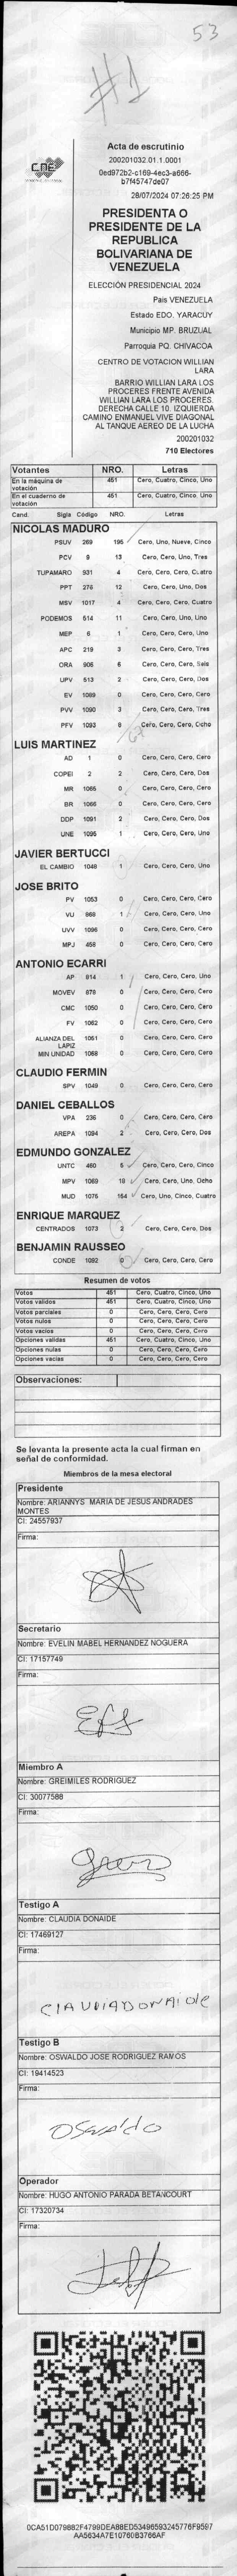 53
#1
CNE
Acta de escrutinio
200201032.01.1.0001
0ed972b2-c169-4ec3-a666-
b7f45747de07
28/07/2024 07:26:25 PM
PRESIDENTA O
PRESIDENTE DE LA
REPUBLICA
BOLIVARIANA DE
VENEZUELA
ELECCIÓN PRESIDENCIAL 2024
Pais VENEZUELA
Estado EDO. YARACUY
Municipio MP. BRUZUAL
Parroquia PQ. CHIVACOA
CENTRO DE VOTACION WILLIAN
LARA
BARRIO WILLIAN LARA LOS
PROCERES FRENTE AVENIDA
WILLIAN LARA LOS PROCERES.
DERECHA CALLE 10. IZQUIERDA
CAMINO ENMANUEL VIVE DIAGONAL
AL TANQUE AEREO DE LA LUCHA
200201032
710 Electores
Votantes NRO. Letras
En la máquina de votación 451 Cero, Cuatro, Cinco, Uno
En el cuaderno de votación 451 Cero, Cuatro, Cinco, Uno
Cand. Sigla Código NRO. Letras
NICOLAS MADURO
PSUV 269 195 Cero, Uno, Nueve, Cinco
PCV 9 13 Cero, Cero, Uno, Tres
TUPAMARO 931 4 Cero, Cero, Cero, Cuatro
PPT 276 12 Cero, Cero, Uno, Dos
MSV 1017 4 Cero, Cero, Cero, Cuatro
PODEMOS 514 11 Cero, Cero, Uno, Uno
MEP 6 1 Cero, Cero, Cero, Uno
APC 219 3 Cero, Cero, Cero, Tres
ORA 906 6 Cero, Cero, Cero, Seis
UPV 513 2 Cero, Cero, Cero, Dos
EV 1089 0 Cero, Cero, Cero, Cero
PVV 1090 3 Cero, Cero, Cero, Tres
PFV 1093 8 Cero, Cero, Cero, Ocho
LUIS MARTINEZ
AD 1 0 Cero, Cero, Cero, Cero
COPEI 2 2 Cero, Cero, Cero, Dos
MR 1065 0 Cero, Cero, Cero, Cero
BR 1066 0 Cero, Cero, Cero, Cero
DDP 1091 2 Cero, Cero, Cero, Dos
UNE 1095 1 Cero, Cero, Cero, Uno
JAVIER BERTUCCI
EL CAMBIO 1048 1 Cero, Cero, Cero, Uno
JOSE BRITO
PV 1053 0 Cero, Cero, Cero, Cero
VU 868 1 Cero, Cero, Cero, Uno
UVV 1096 0 Cero, Cero, Cero, Cero
MPJ 458 0 Cero, Cero, Cero, Cero
ANTONIO ECARRI
AP 914 1 Cero, Cero, Cero, Uno
MOVEV 979 0 Cero, Cero, Cero, Cero
CMC 1050 0 Cero, Cero, Cero, Cero
FV 1062 0 Cero, Cero, Cero, Cero
ALIANZA DEL LAPIZ 1051 0 Cero, Cero, Cero, Cero
MIN UNIDAD 1068 0 Cero, Cero, Cero, Cero
CLAUDIO FERMIN
SPV 1049 0 Cero, Cero, Cero, Cero
DANIEL CEBALLOS
VPA 236 0 Cero, Cero, Cero, Cero
AREPA 1094 2 Cero, Cero, Cero, Dos
EDMUNDO GONZALEZ
UNTC 460 5 Cero, Cero, Cero, Cinco
MPV 1069 18 Cero, Cero, Uno, Ocho
MUD 1075 154 Cero, Uno, Cinco, Cuatro
ENRIQUE MARQUEZ
CENTRADOS 1073 2 Cero, Cero, Cero, Dos
BENJAMIN RAUSSEO
CONDE 1092 0 Cero, Cero, Cero, Cero
Resumen de votos
Votos 451 Cero, Cuatro, Cinco, Uno
Votos validos 451 Cero, Cuatro, Cinco, Uno
Votos parciales 0 Cero, Cero, Cero, Cero
Votos nulos 0 Cero, Cero, Cero, Cero
Votos vacios 0 Cero, Cero, Cero, Cero
Opciones validas 451 Cero, Cuatro, Cinco, Uno
Opciones nulas 0 Cero, Cero, Cero, Cero
Opciones vacias 0 Cero, Cero, Cero, Cero
Observaciones:
Se levanta la presente acta la cual firman en
señal de conformidad.
Miembros de la mesa electoral
Presidente
Nombre: ARIANNYS MARIA DE JESUS ANDRADES
MONTES
CI: 24557937
Firma:
Secretario
Nombre: EVELIN MABEL HERNANDEZ NOGUERA
CI: 17157749
Firma:
Miembro A
Nombre: GREIMILES RODRIGUEZ
CI: 30077588
Firma:
Testigo A
Nombre: CLAUDIA DONAIDE
CI: 17469127
Firma:
CIAUDIADONAIDE
Testigo B
Nombre: OSWALDO JOSE RODRIGUEZ RAMOS
CI: 19414523
Firma:
Oswaldo
Operador
Nombre: HUGO ANTONIO PARADA BETANCOURT
CI: 17320734
Firma:
0CA51D079882F4799DEA88ED53496593245776F9597
AA5634A7E10760B3766AF